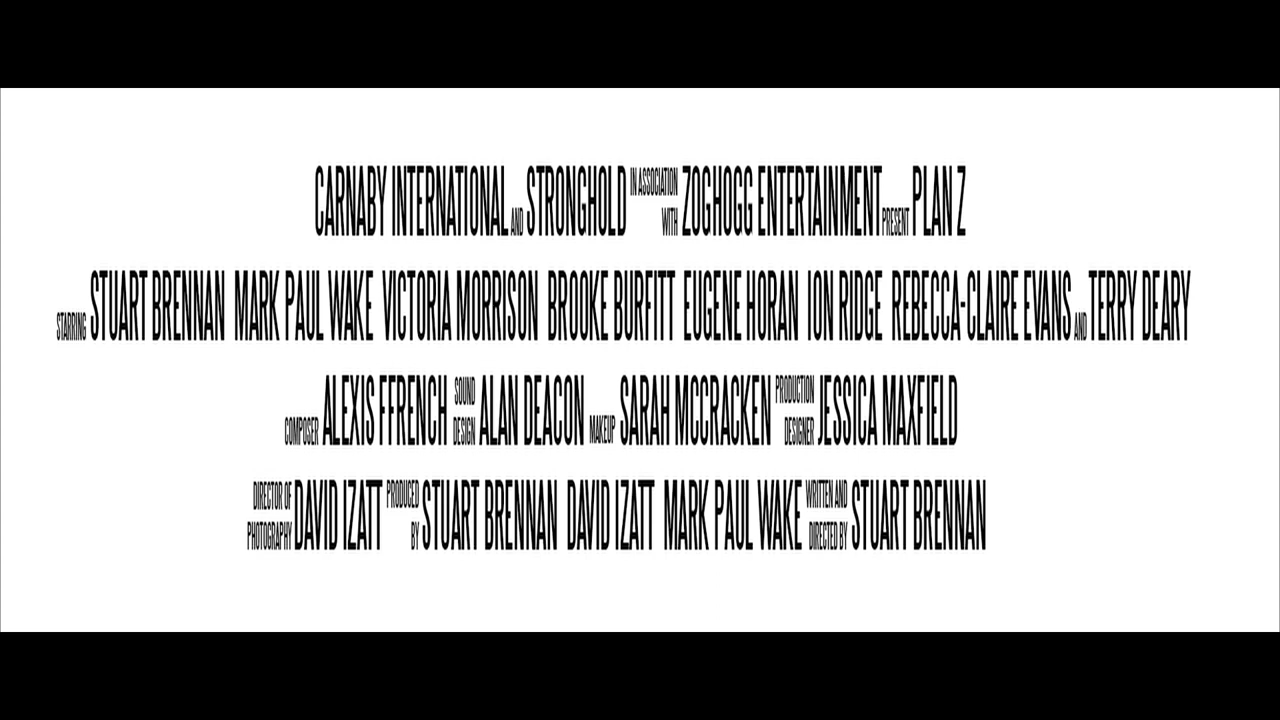 CARNABY INTERNATIONAL AND STRONGHOLD IN ASSOCIATION WITH ZOGHOGG ENTERTAINMENT PRESENT PLAN Z
STARRING STUART BRENNAN MARK PAUL WAKE VICTORIA MORRISON BROOKE BURFITT EUGENE HORAN ION RIDGE REBECCA-CLAIRE EVANS AND TERRY DEARY
COMPOSER ALEXIS FFRENCH SOUND DESIGN ALAN DEACON MAKEUP SARAH MCCRACKEN PRODUCTION DESIGNER JESSICA MAXFIELD
DIRECTOR OF PHOTOGRAPHY DAVID IZATT PRODUCED BY STUART BRENNAN DAVID IZATT MARK PAUL WAKE WRITTEN AND DIRECTED BY STUART BRENNAN